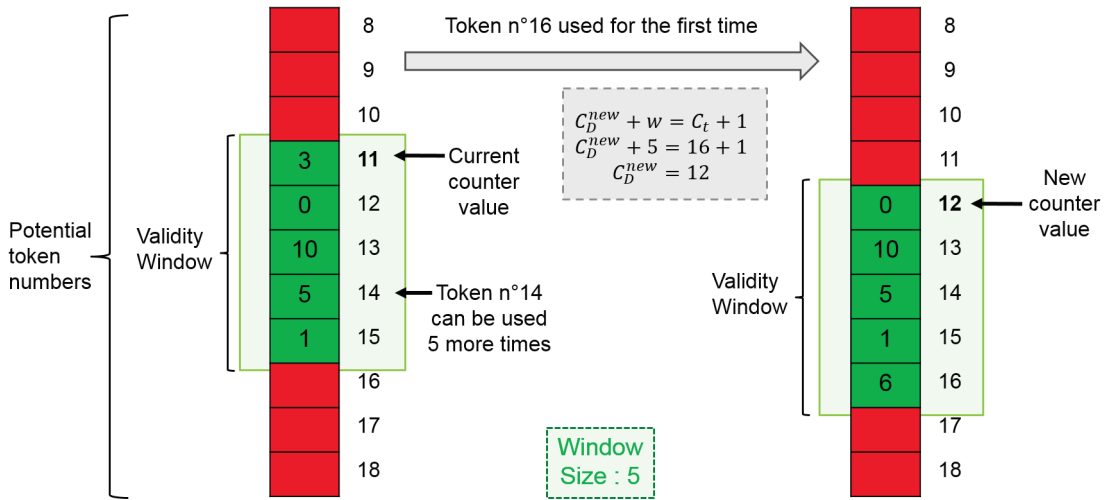 Potential
token
numbers
Validity
Window
3
0
10
5
1
8
9
10
11
12
13
14
15
16
17
18
Current
counter
value
Token n°14
can be used
5 more times
Token n°16 used for the first time
C_D^{new} + w = C_t + 1
C_D^{new} + 5 = 16 + 1
C_D^{new} = 12
Window
Size : 5
Validity
Window
0
10
5
1
6
8
9
10
11
12
13
14
15
16
17
18
New
counter
value